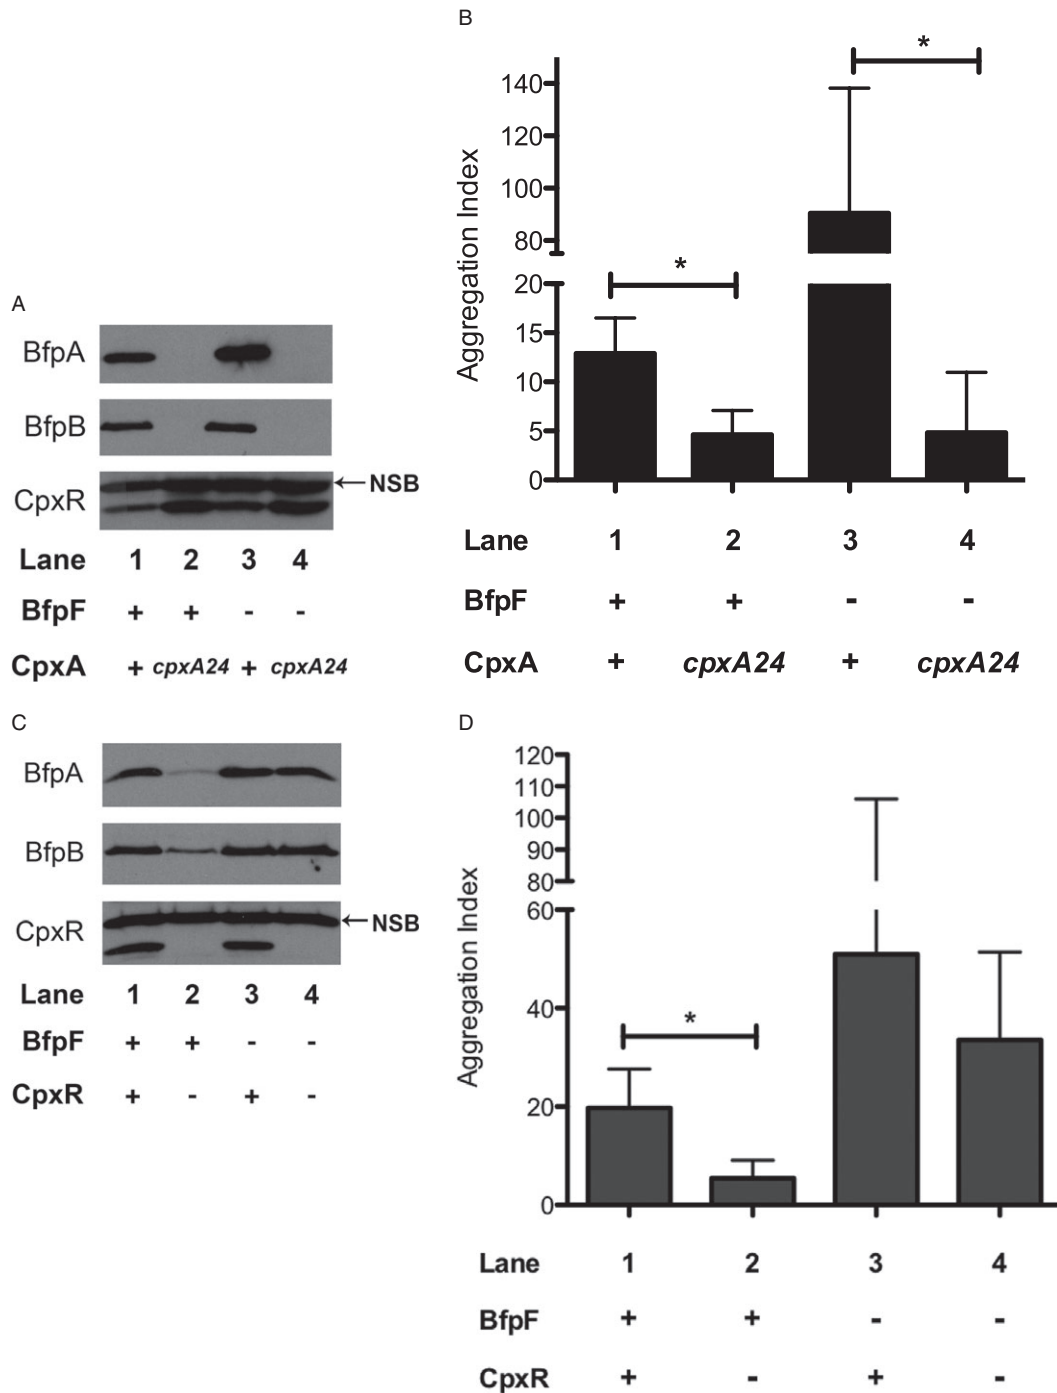 A
BfpA
BfpB
CpxR
NSB
Lane 1 2 3 4
BfpF + + - -
CpxA + cpxA24 + cpxA24
B
Aggregation Index
140
120
100
80
20
15
10
5
0
*
*
Lane 1 2 3 4
BfpF + + - -
CpxA + cpxA24 + cpxA24
C
BfpA
BfpB
CpxR
NSB
Lane 1 2 3 4
BfpF + + - -
CpxR + - + -
D
Aggregation Index
120
110
100
90
80
60
40
20
0
*
Lane 1 2 3 4
BfpF + + - -
CpxR + - + -